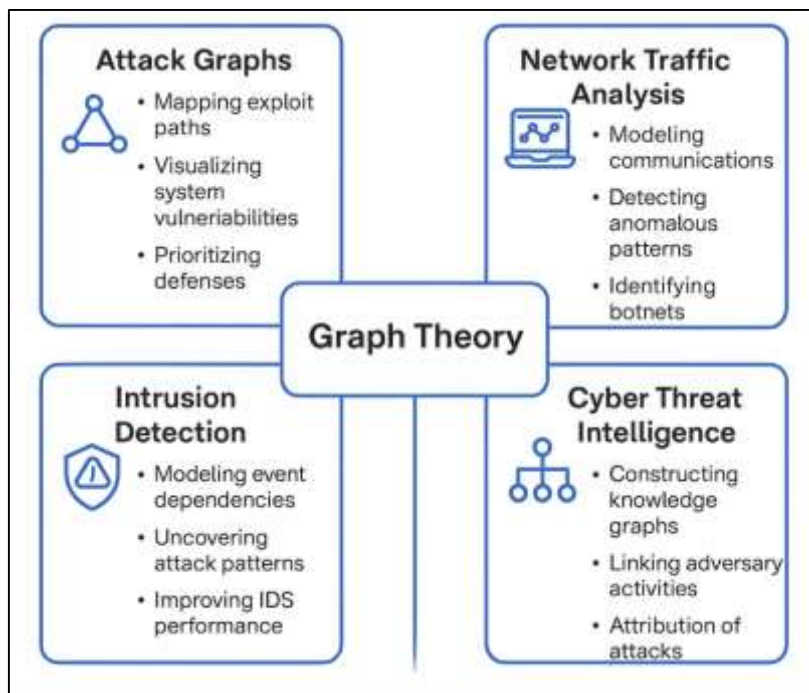 Attack Graphs
• Mapping exploit
paths
• Visualizing
system
vulneriabilities
• Prioritizing
defenses
Network Traffic
Analysis
• Modeling
communications
• Detecting
anomalous
patterns
• Identifying
botnets
Graph Theory
Intrusion
Detection
• Modeling event
dependencies
• Uncovering
attack patterns
• Improving IDS
performance
Cyber Threat
Intelligence
• Constructing
knowledge
graphs
• Linking adversary
activities
• Attribution of
attacks